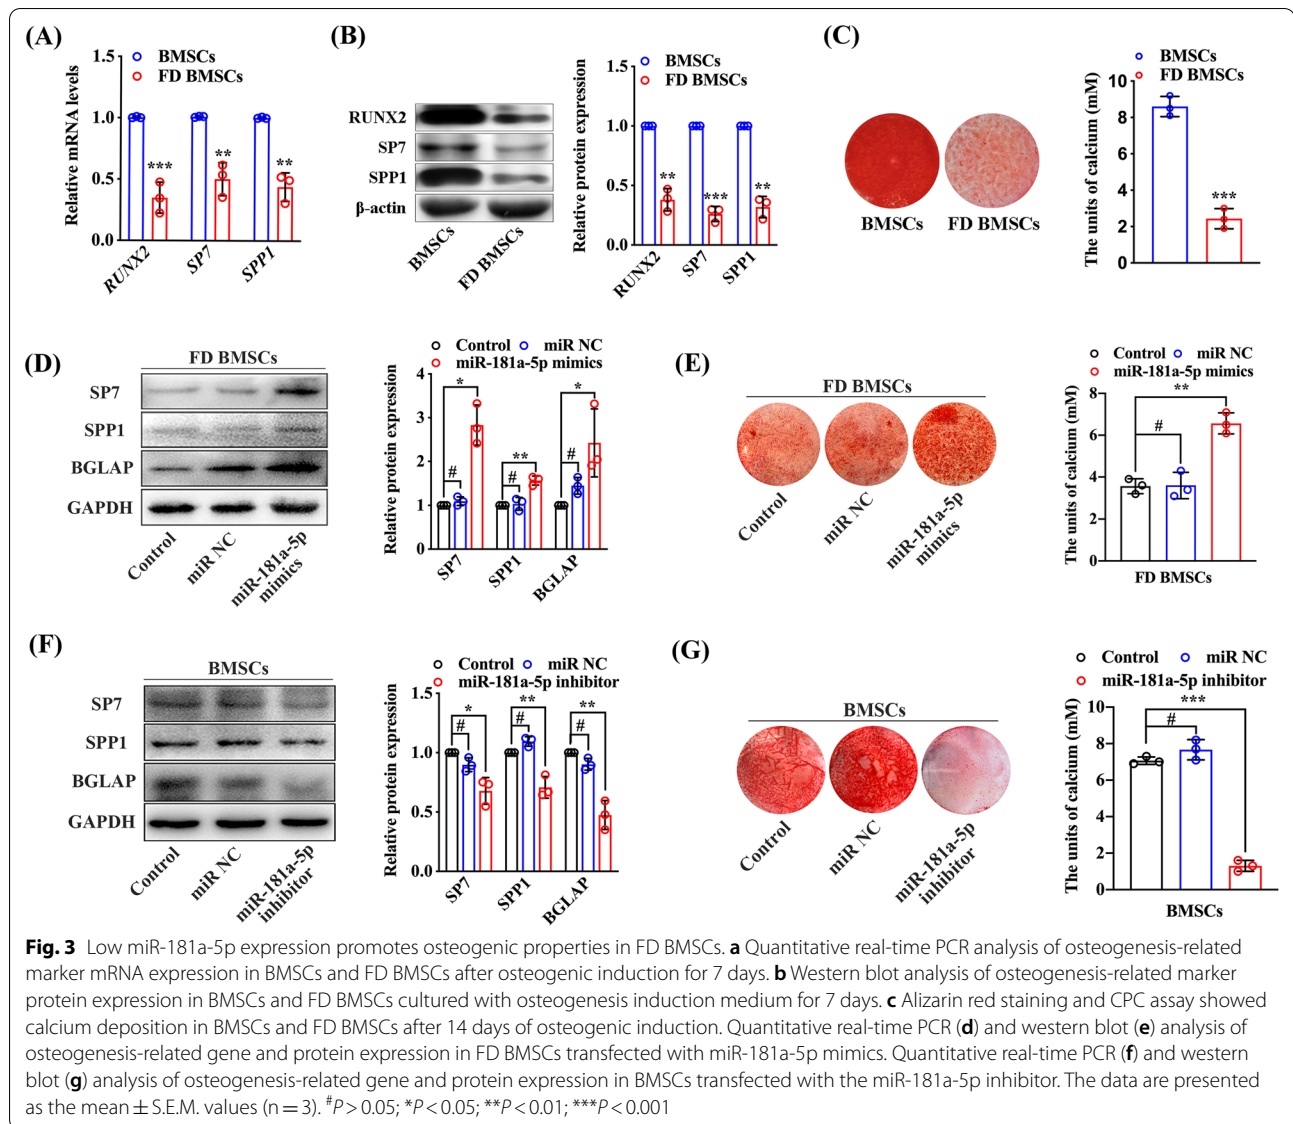 (A)
BMSCs
FD BMSCs
Relative mRNA levels
1.5
1.0
0.5
0.0
***
**
**
RUNX2
SP7
SPP1
(B)
RUNX2
SP7
SPP1
β-actin
BMSCs
FD BMSCs
BMSCs
FD BMSCs
Relative protein expression
1.5
1.0
0.5
0.0
**
***
**
RUNX2
SP7
SPP1
(C)
BMSCs
FD BMSCs
BMSCs
FD BMSCs
The units of calcium (mM)
10
8
6
4
2
0
***
(D)
FD BMSCs
SP7
SPP1
BGLAP
GAPDH
Control
miR NC
miR-181a-5p
mimics
Control
miR NC
miR-181a-5p mimics
Relative protein expression
4
3
2
1
0
#
*
#
**
#
*
SP7
SPP1
BGLAP
(E)
FD BMSCs
Control
miR NC
miR-181a-5p
mimics
Control
miR NC
miR-181a-5p mimics
The units of calcium (mM)
8
6
4
2
0
**
#
FD BMSCs
(F)
BMSCs
SP7
SPP1
BGLAP
GAPDH
Control
miR NC
miR-181a-5p
inhibitor
Control
miR NC
miR-181a-5p inhibitor
Relative protein expression
1.5
1.0
0.5
0.0
#
*
#
**
#
**
SP7
SPP1
BGLAP
(G)
BMSCs
Control
miR NC
miR-181a-5p
inhibitor
Control
miR NC
miR-181a-5p inhibitor
The units of calcium (mM)
10
8
6
4
2
0
***
#
BMSCs
Fig. 3 Low miR-181a-5p expression promotes osteogenic properties in FD BMSCs. a Quantitative real-time PCR analysis of osteogenesis-related
marker mRNA expression in BMSCs and FD BMSCs after osteogenic induction for 7 days. b Western blot analysis of osteogenesis-related marker
protein expression in BMSCs and FD BMSCs cultured with osteogenesis induction medium for 7 days. c Alizarin red staining and CPC assay showed
calcium deposition in BMSCs and FD BMSCs after 14 days of osteogenic induction. Quantitative real-time PCR (d) and western blot (e) analysis of
osteogenesis-related gene and protein expression in FD BMSCs transfected with miR-181a-5p mimics. Quantitative real-time PCR (f) and western
blot (g) analysis of osteogenesis-related gene and protein expression in BMSCs transfected with the miR-181a-5p inhibitor. The data are presented
as the mean ± S.E.M. values (n = 3). #P > 0.05; *P < 0.05; **P < 0.01; ***P < 0.001